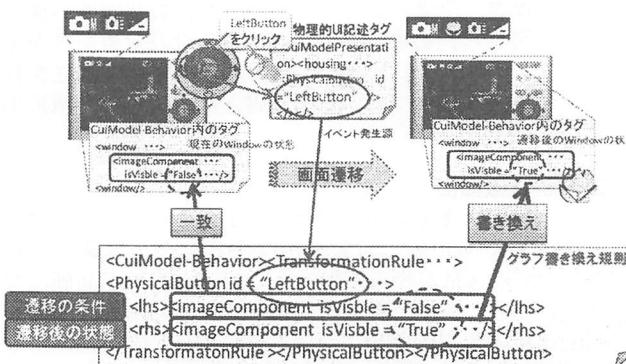 LeftButton
をクリック
物理的UI記述タグ
CuiModelPresentati
on><housing・・・>
<Physicalbutton id
="LeftButton" />
イベント発生源
CuiModel-Behavior内のタグ
<window ・・・> 現在のWindowの状態
<imageComponent ・・・
isVisble = "False" ・・・/>
<window/>
画面遷移
CuiModel-Behavior内のタグ
<window ・・・> 遷移後のWindowの状
<imageComponent ・・・
isVisble = "True" ・・・/>
<window/>
一致
書き換え
グラフ書き換え規則
<CuiModel-Behavior><TransformationRule・・・>
<PhysicalButton id = "LeftButton" ・・・>
遷移の条件
<lhs><imageComponent isVisble = "False" ・・・/></lhs>
遷移後の状態
<rhs><imageComponent isVisble = "True" ・・・/></rhs>
</TransformatonRule ></PhysicalButton></CuiModel-Behavior>